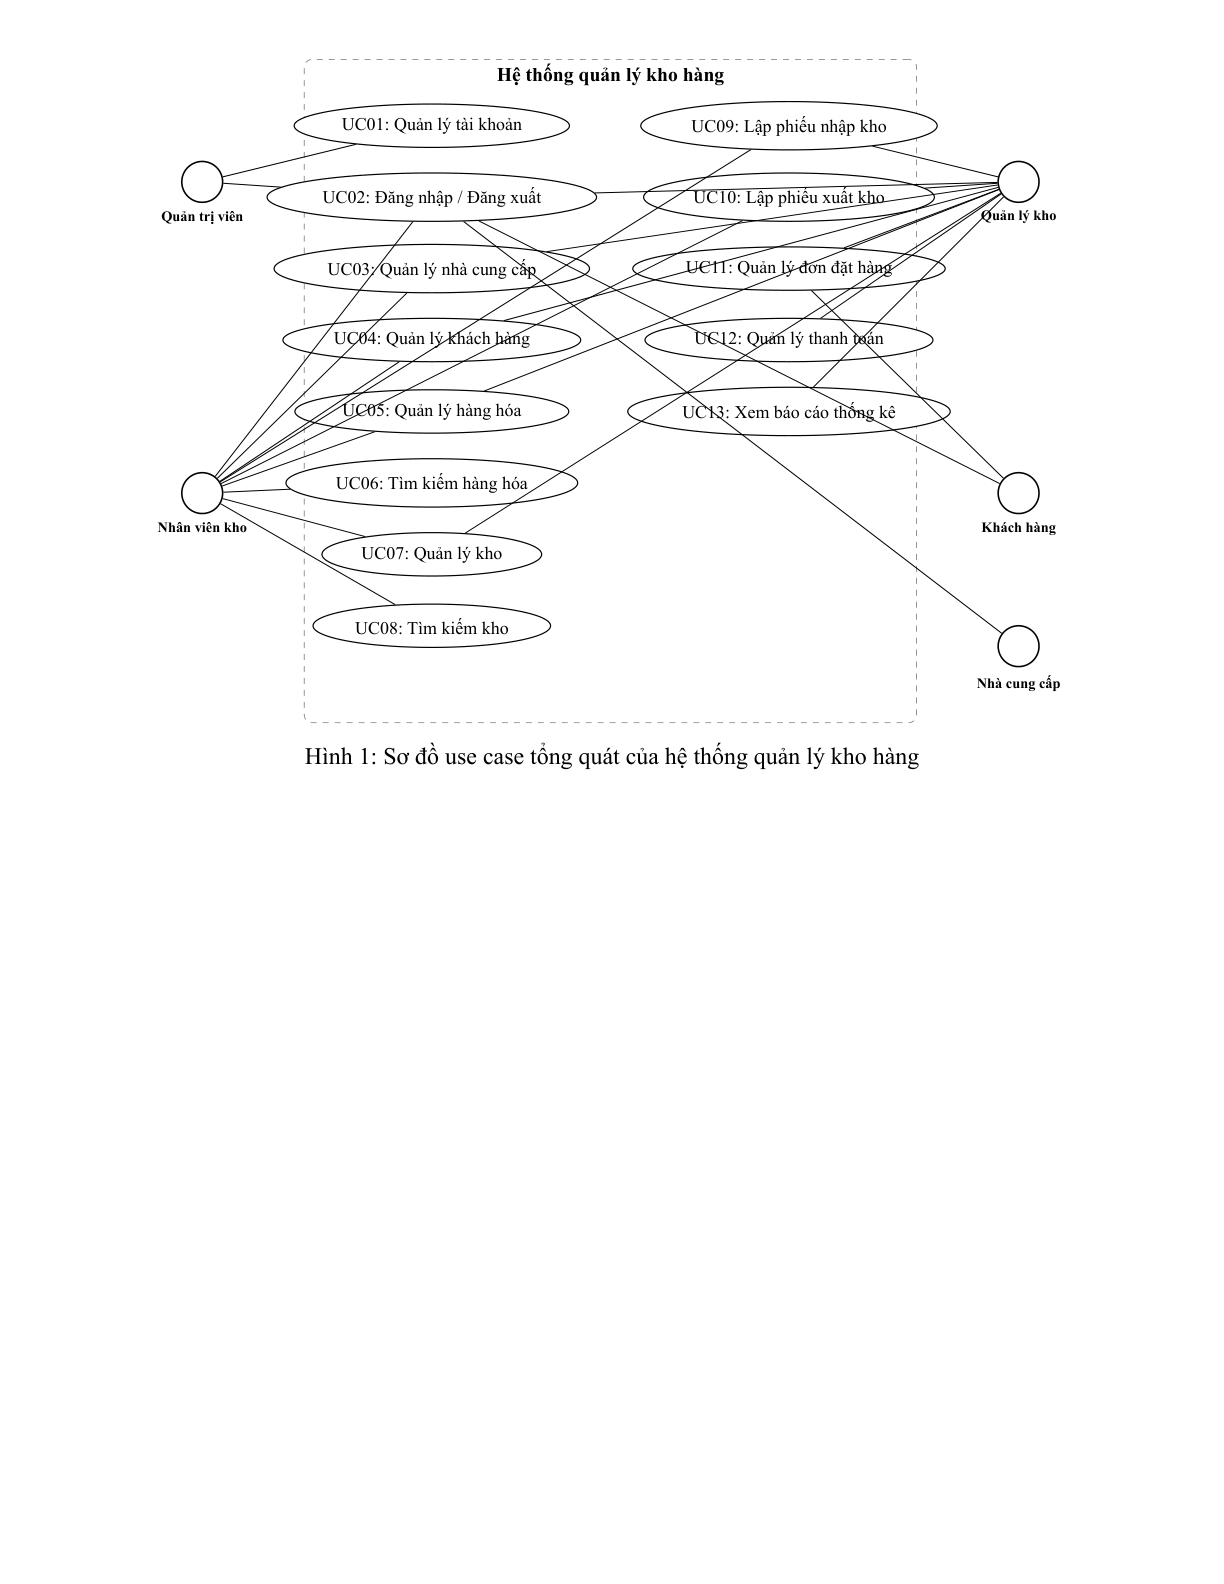 Hệ thống quản lý kho hàng
UC01: Quản lý tài khoản
UC09: Lập phiếu nhập kho
Quản trị viên
UC02: Đăng nhập / Đăng xuất
UC10: Lập phiếu xuất kho
Quản lý kho
UC03: Quản lý nhà cung cấp
UC11: Quản lý đơn đặt hàng
UC04: Quản lý khách hàng
UC12: Quản lý thanh toán
UC05: Quản lý hàng hóa
UC13: Xem báo cáo thống kê
UC06: Tìm kiếm hàng hóa
Nhân viên kho
Khách hàng
UC07: Quản lý kho
UC08: Tìm kiếm kho
Nhà cung cấp
Hình 1: Sơ đồ use case tổng quát của hệ thống quản lý kho hàng